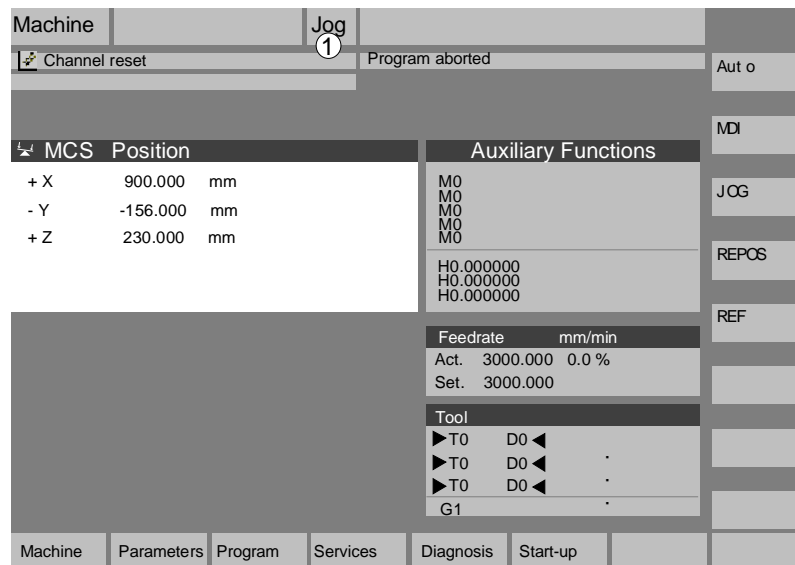 Machine Jog
①
Channel reset Program aborted
Aut o
MDI
JOG
REPOS
REF
MCS Position
+ X 900.000 mm
- Y -156.000 mm
+ Z 230.000 mm
Auxiliary Functions
M0
M0
M0
M0
M0
H0.000000
H0.000000
H0.000000
Feedrate mm/min
Act. 3000.000 0.0 %
Set. 3000.000
Tool
T0 D0
T0 D0 .
T0 D0 .
G1 .
Machine Parameters Program Services Diagnosis Start-up